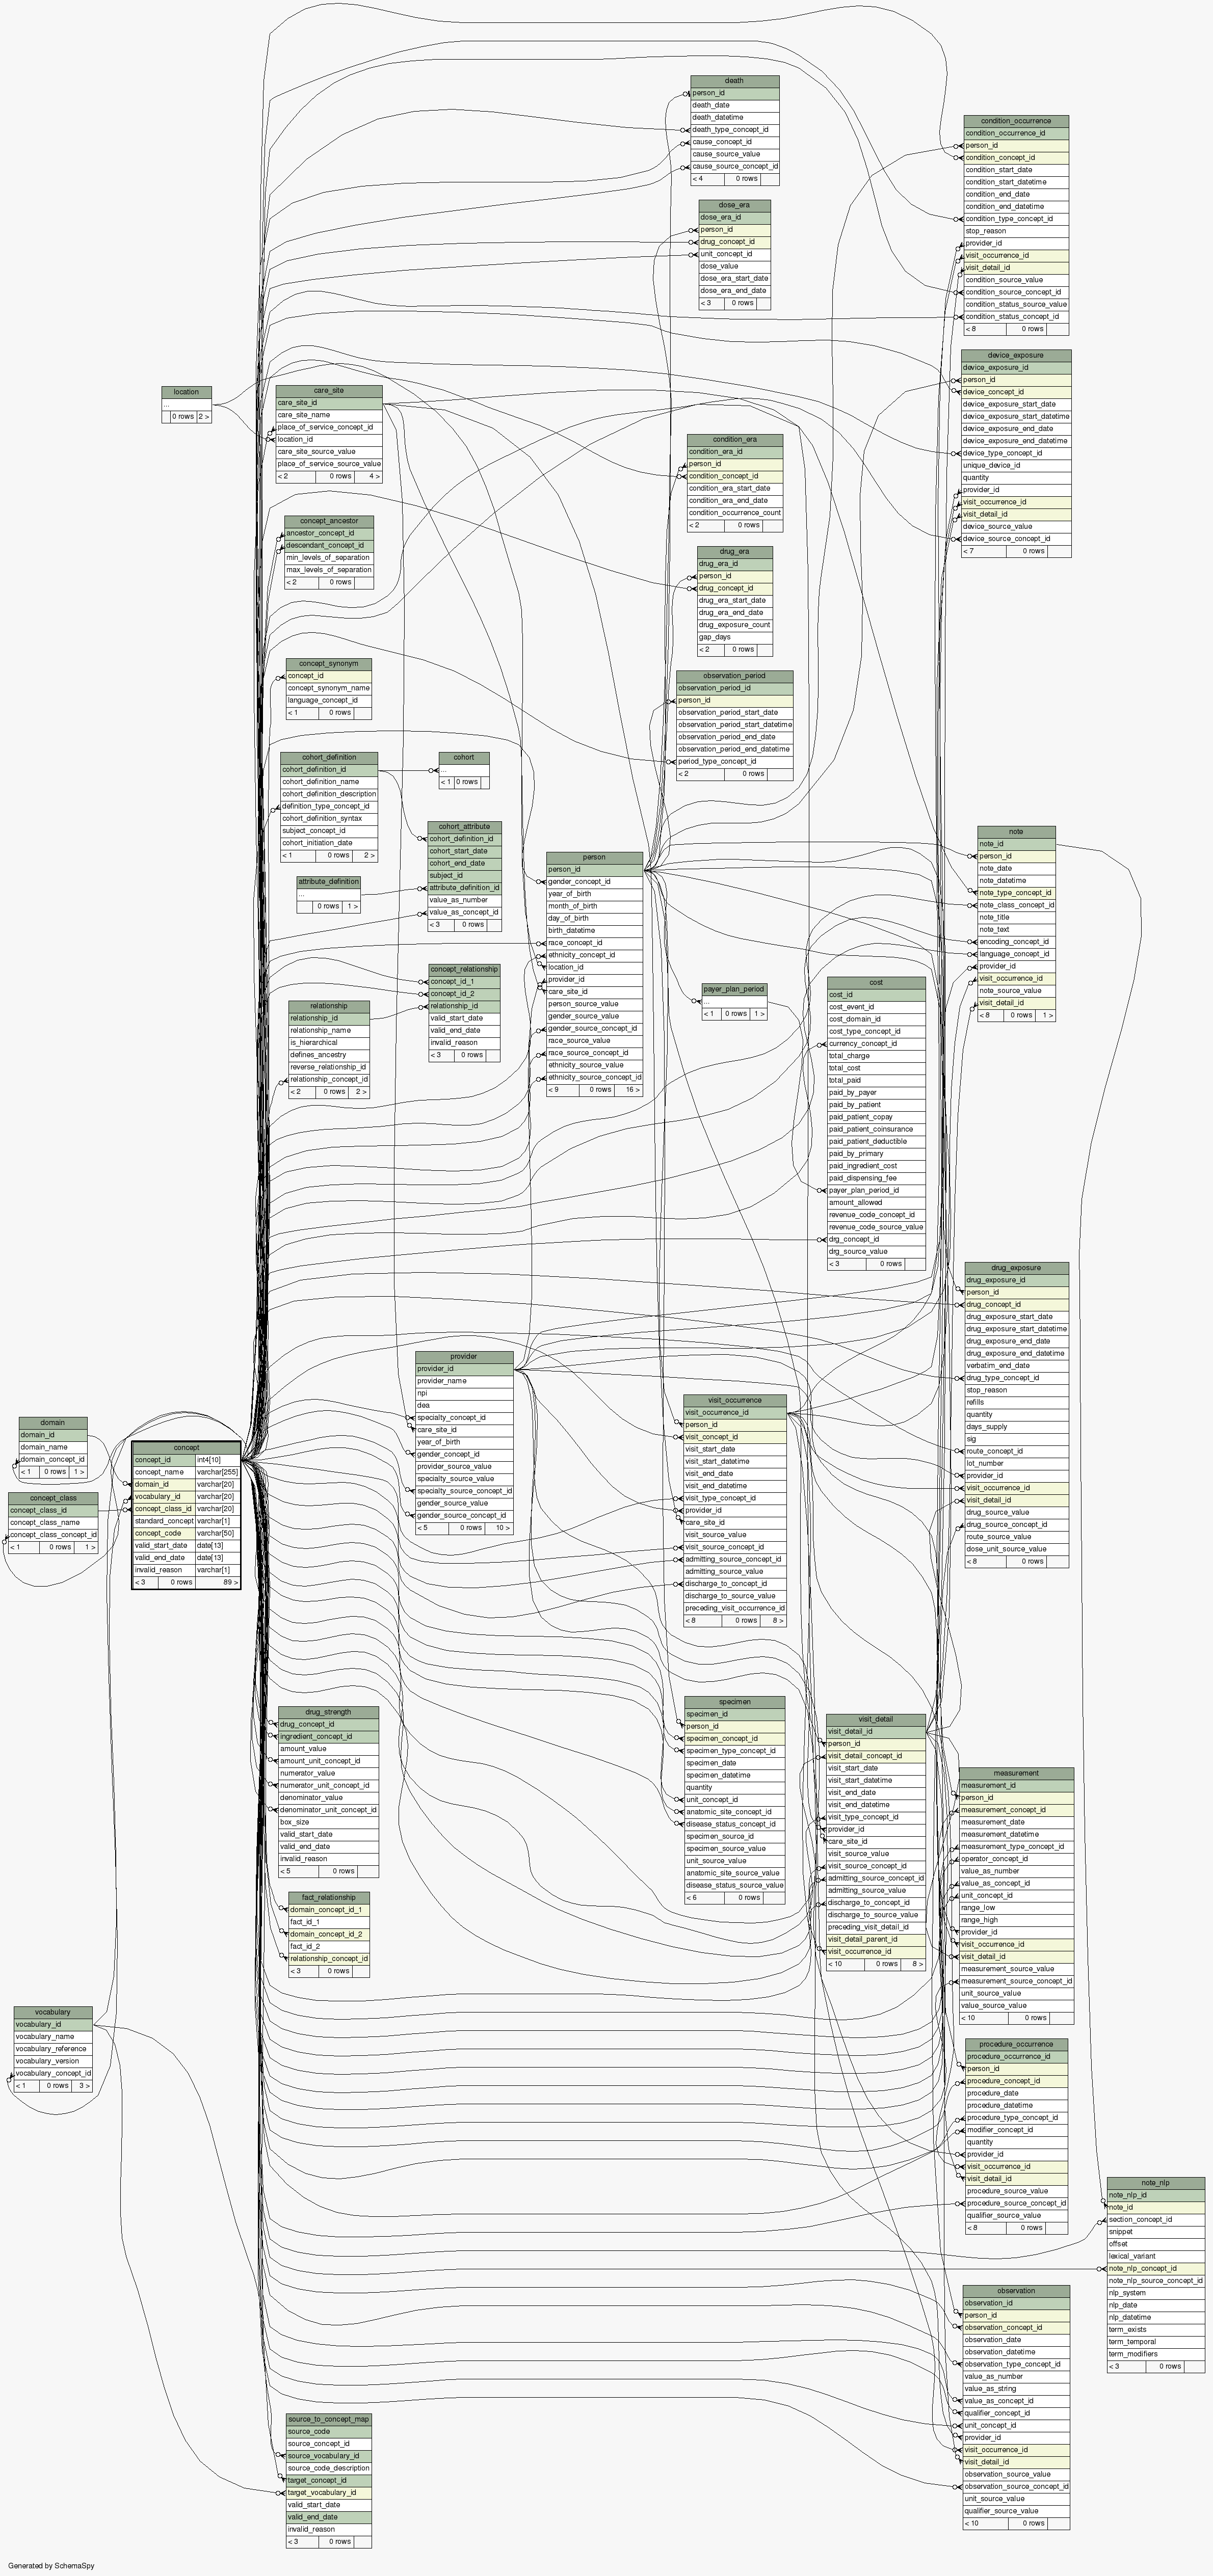 death
person_id
death_date
death_datetime
death_type_concept_id
cause_concept_id
cause_source_value
cause_source_concept_id
< 4 0 rows
condition_occurrence
condition_occurrence_id
person_id
condition_concept_id
condition_start_date
condition_start_datetime
condition_end_date
condition_end_datetime
condition_type_concept_id
stop_reason
provider_id
visit_occurrence_id
visit_detail_id
condition_source_value
condition_source_concept_id
condition_status_source_value
condition_status_concept_id
< 8 0 rows
dose_era
dose_era_id
person_id
drug_concept_id
unit_concept_id
dose_value
dose_era_start_date
dose_era_end_date
< 3 0 rows
device_exposure
device_exposure_id
person_id
device_concept_id
device_exposure_start_date
device_exposure_start_datetime
device_exposure_end_date
device_exposure_end_datetime
device_type_concept_id
unique_device_id
quantity
provider_id
visit_occurrence_id
visit_detail_id
device_source_value
device_source_concept_id
< 7 0 rows
location
...
0 rows 2 >
care_site
care_site_id
care_site_name
place_of_service_concept_id
location_id
care_site_source_value
place_of_service_source_value
< 2 0 rows 4 >
condition_era
condition_era_id
person_id
condition_concept_id
condition_era_start_date
condition_era_end_date
condition_occurrence_count
< 2 0 rows
concept_ancestor
ancestor_concept_id
descendant_concept_id
min_levels_of_separation
max_levels_of_separation
< 2 0 rows
drug_era
drug_era_id
person_id
drug_concept_id
drug_era_start_date
drug_era_end_date
drug_exposure_count
gap_days
< 2 0 rows
concept_synonym
concept_id
concept_synonym_name
language_concept_id
< 1 0 rows
observation_period
observation_period_id
person_id
observation_period_start_date
observation_period_start_datetime
observation_period_end_date
observation_period_end_datetime
period_type_concept_id
< 2 0 rows
cohort_definition
cohort_definition_id
cohort_definition_name
cohort_definition_description
definition_type_concept_id
cohort_definition_syntax
subject_concept_id
cohort_initiation_date
< 1 0 rows 2 >
cohort
...
< 1 0 rows
cohort_attribute
cohort_definition_id
cohort_start_date
cohort_end_date
subject_id
attribute_definition_id
value_as_number
value_as_concept_id
< 3 0 rows
attribute_definition
...
0 rows 1 >
person
person_id
gender_concept_id
year_of_birth
month_of_birth
day_of_birth
birth_datetime
race_concept_id
ethnicity_concept_id
location_id
provider_id
care_site_id
person_source_value
gender_source_value
gender_source_concept_id
race_source_value
race_source_concept_id
ethnicity_source_value
ethnicity_source_concept_id
< 9 0 rows 16 >
note
note_id
person_id
note_date
note_datetime
note_type_concept_id
note_class_concept_id
note_title
note_text
encoding_concept_id
language_concept_id
provider_id
visit_occurrence_id
note_source_value
visit_detail_id
< 8 0 rows 1 >
concept_relationship
concept_id_1
concept_id_2
relationship_id
valid_start_date
valid_end_date
invalid_reason
< 3 0 rows
relationship
relationship_id
relationship_name
is_hierarchical
defines_ancestry
reverse_relationship_id
relationship_concept_id
< 2 0 rows 2 >
payer_plan_period
...
< 1 0 rows 1 >
cost
cost_id
cost_event_id
cost_domain_id
cost_type_concept_id
currency_concept_id
total_charge
total_cost
total_paid
paid_by_payer
paid_by_patient
paid_patient_copay
paid_patient_coinsurance
paid_patient_deductible
paid_by_primary
paid_ingredient_cost
paid_dispensing_fee
payer_plan_period_id
amount_allowed
revenue_code_concept_id
revenue_code_source_value
drg_concept_id
drg_source_value
< 3 0 rows
drug_exposure
drug_exposure_id
person_id
drug_concept_id
drug_exposure_start_date
drug_exposure_start_datetime
drug_exposure_end_date
drug_exposure_end_datetime
verbatim_end_date
drug_type_concept_id
stop_reason
refills
quantity
days_supply
sig
route_concept_id
lot_number
provider_id
visit_occurrence_id
visit_detail_id
drug_source_value
drug_source_concept_id
route_source_value
dose_unit_source_value
< 8 0 rows
provider
provider_id
provider_name
npi
dea
specialty_concept_id
care_site_id
year_of_birth
gender_concept_id
provider_source_value
specialty_source_value
specialty_source_concept_id
gender_source_value
gender_source_concept_id
< 5 0 rows 10 >
visit_occurrence
visit_occurrence_id
person_id
visit_concept_id
visit_start_date
visit_start_datetime
visit_end_date
visit_end_datetime
visit_type_concept_id
provider_id
care_site_id
visit_source_value
visit_source_concept_id
admitting_source_concept_id
admitting_source_value
discharge_to_concept_id
discharge_to_source_value
preceding_visit_occurrence_id
< 8 0 rows 8 >
domain
domain_id
domain_name
domain_concept_id
< 1 0 rows 1 >
concept_class
concept_class_id
concept_class_name
concept_class_concept_id
< 1 0 rows 1 >
concept
concept_id int4[10]
concept_name varchar[255]
domain_id varchar[20]
vocabulary_id varchar[20]
concept_class_id varchar[20]
standard_concept varchar[1]
concept_code varchar[50]
valid_start_date date[13]
valid_end_date date[13]
invalid_reason varchar[1]
< 3 0 rows 89 >
specimen
specimen_id
person_id
specimen_concept_id
specimen_type_concept_id
specimen_date
specimen_datetime
quantity
unit_concept_id
anatomic_site_concept_id
disease_status_concept_id
specimen_source_id
specimen_source_value
unit_source_value
anatomic_site_source_value
disease_status_source_value
< 6 0 rows
drug_strength
drug_concept_id
ingredient_concept_id
amount_value
amount_unit_concept_id
numerator_value
numerator_unit_concept_id
denominator_value
denominator_unit_concept_id
box_size
valid_start_date
valid_end_date
invalid_reason
< 5 0 rows
visit_detail
visit_detail_id
person_id
visit_detail_concept_id
visit_start_date
visit_start_datetime
visit_end_date
visit_end_datetime
visit_type_concept_id
provider_id
care_site_id
visit_source_value
visit_source_concept_id
admitting_source_concept_id
admitting_source_value
discharge_to_concept_id
discharge_to_source_value
preceding_visit_detail_id
visit_detail_parent_id
visit_occurrence_id
< 10 0 rows 8 >
measurement
measurement_id
person_id
measurement_concept_id
measurement_date
measurement_datetime
measurement_type_concept_id
operator_concept_id
value_as_number
value_as_concept_id
unit_concept_id
range_low
range_high
provider_id
visit_occurrence_id
visit_detail_id
measurement_source_value
measurement_source_concept_id
unit_source_value
value_source_value
< 10 0 rows
fact_relationship
domain_concept_id_1
fact_id_1
domain_concept_id_2
fact_id_2
relationship_concept_id
< 3 0 rows
vocabulary
vocabulary_id
vocabulary_name
vocabulary_reference
vocabulary_version
vocabulary_concept_id
< 1 0 rows 3 >
procedure_occurrence
procedure_occurrence_id
person_id
procedure_concept_id
procedure_date
procedure_datetime
procedure_type_concept_id
modifier_concept_id
quantity
provider_id
visit_occurrence_id
visit_detail_id
procedure_source_value
procedure_source_concept_id
qualifier_source_value
< 8 0 rows
note_nlp
note_nlp_id
note_id
section_concept_id
snippet
offset
lexical_variant
note_nlp_concept_id
note_nlp_source_concept_id
nlp_system
nlp_date
nlp_datetime
term_exists
term_temporal
term_modifiers
< 3 0 rows
observation
observation_id
person_id
observation_concept_id
observation_date
observation_datetime
observation_type_concept_id
value_as_number
value_as_string
value_as_concept_id
qualifier_concept_id
unit_concept_id
provider_id
visit_occurrence_id
visit_detail_id
observation_source_value
observation_source_concept_id
unit_source_value
qualifier_source_value
< 10 0 rows
source_to_concept_map
source_code
source_concept_id
source_vocabulary_id
source_code_description
target_concept_id
target_vocabulary_id
valid_start_date
valid_end_date
invalid_reason
< 3 0 rows
Generated by SchemaSpy